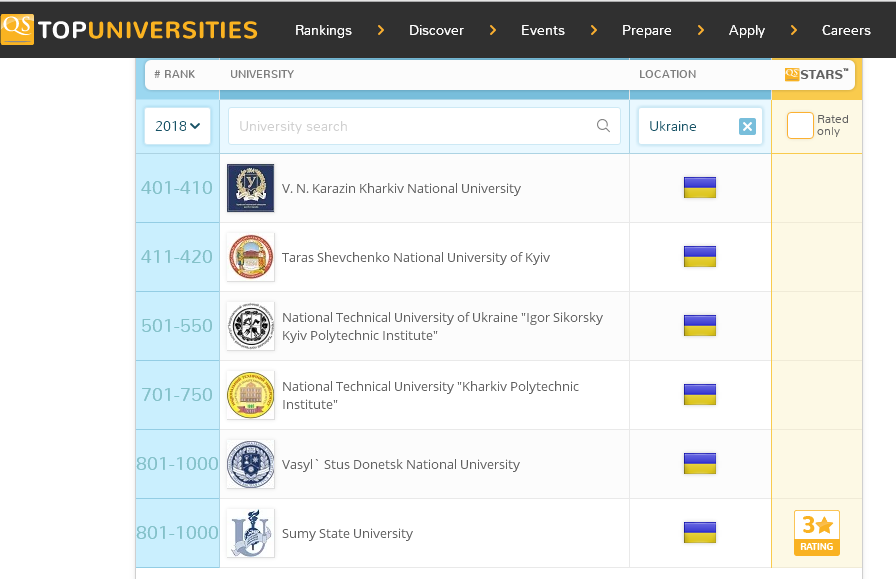 QS TOPUNIVERSITIES Rankings > Discover > Events > Prepare > Apply > Careers
# RANK UNIVERSITY LOCATION QS STARS™
2018 University search Ukraine Rated only
401-410 V. N. Karazin Kharkiv National University
411-420 Taras Shevchenko National University of Kyiv
501-550 National Technical University of Ukraine "Igor Sikorsky
Kyiv Polytechnic Institute"
701-750 National Technical University "Kharkiv Polytechnic
Institute"
801-1000 Vasyl` Stus Donetsk National University
801-1000 Sumy State University 3
RATING